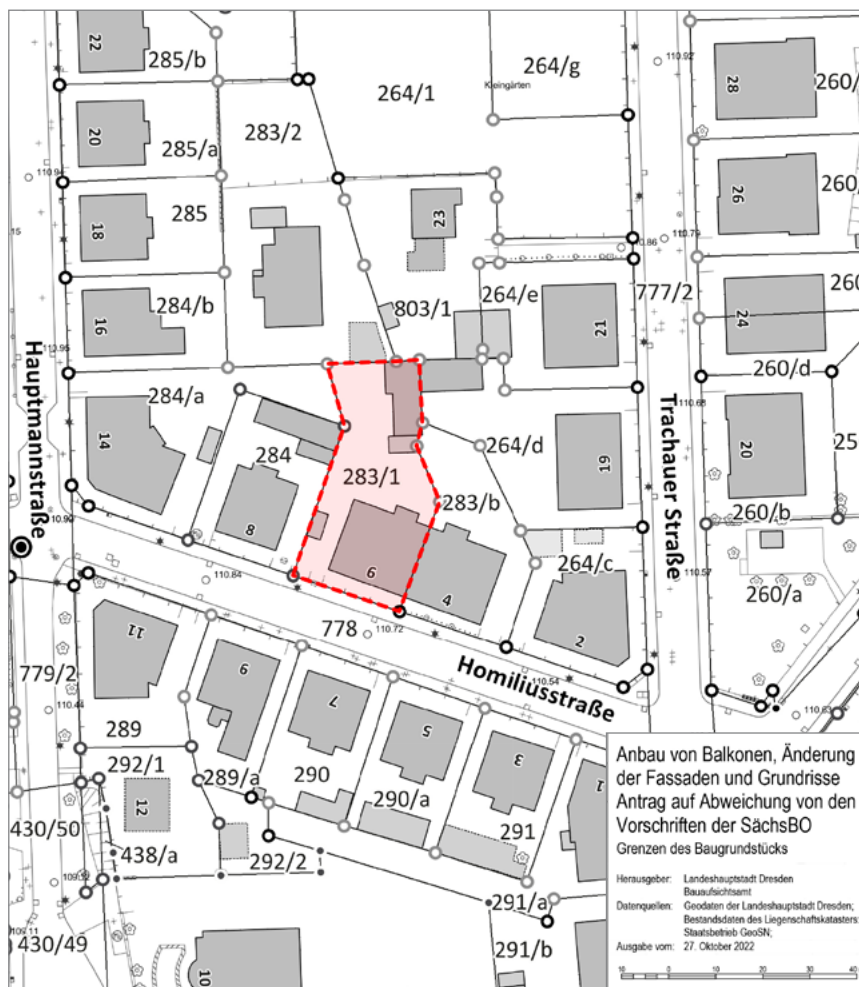 22
285/b
264/g
110.92
28
260/
Kleingärten
264/1
20
283/2
285/a
110.9
26
285
23
18
110.79
284/b
803/1
264/e
777/2
16
21
24
110.95
260/d
Hauptmannstraße
284/a
110.68
14
284
264/d
Trachauer Straße
20
25
283/1
19
283/b
8
110.90
260/b
6
264/c
110.57
110.84
4
260/a
2
778
110.72
11
Homiliusstraße
110.54
779/2
9
7
110.44
5
110.63
289
3
292/1
289/a
290
1
12
290/a
430/50
291
438/a
292/2
291/a
430/49
291/b
10
Anbau von Balkonen, Änderung
der Fassaden und Grundrisse
Antrag auf Abweichung von den
Vorschriften der SächsBO
Grenzen des Baugrundstücks
Herausgeber: Landeshauptstadt Dresden
Bauaufsichtsamt
Datenquellen: Geodaten der Landeshauptstadt Dresden;
Bestandsdaten des Liegenschaftskatasters:
Staatsbetrieb GeoSN;
Ausgabe vom: 27. Oktober 2022
10 0 10 20 30 40